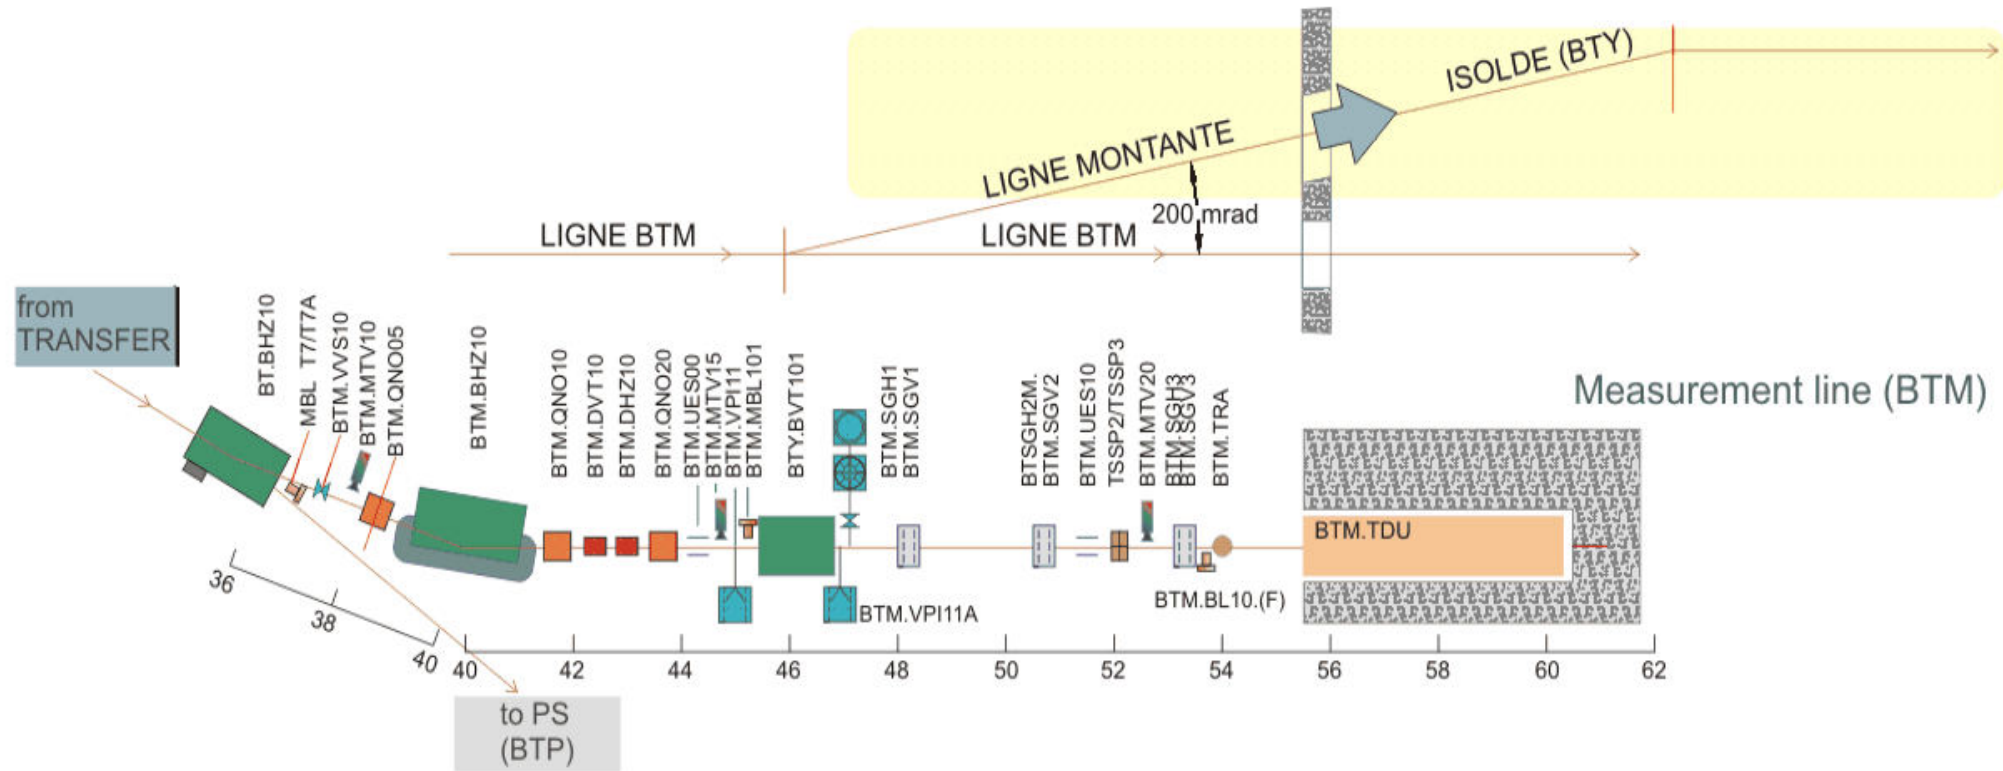 ISOLDE (BTY)
LIGNE MONTANTE
200 mrad
LIGNE BTM
LIGNE BTM
from
TRANSFER
BT.BHZ10
MBL T7/T7A
BTM.VVS10
BTM.MTV10
BTM.QNO05
BTM.BHZ10
BTM.QNO10
BTM.DVT10
BTM.DHZ10
BTM.QNO20
BTM.UES00
BTM.MTV15
BTM.VPI11
BTM.MBL101
BTY.BVT101
BTM.SGH1
BTM.SGV1
BTSGH2M.
BTM.SGV2
BTM.UES10
TSSP2/TSSP3
BTM.MTV20
BTM.SGH3
BTM.SGV3
BTM.TRA
Measurement line (BTM)
BTM.TDU
BTM.BL10.(F)
BTM.VPI11A
36
38
40
40
42
44
46
48
50
52
54
56
58
60
62
to PS
(BTP)